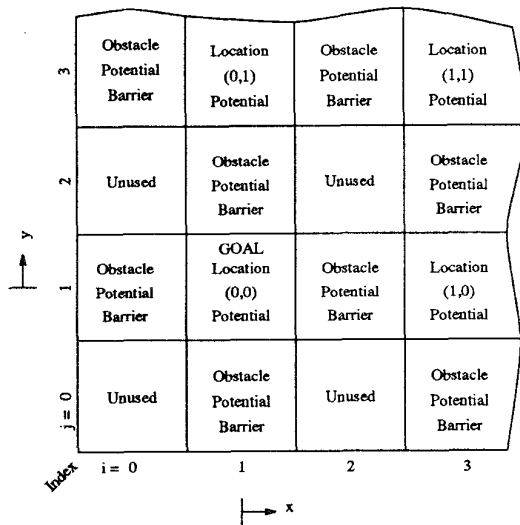 Obstacle Location Obstacle Location
Potential (0,1) Potential (1,1)
Barrier Potential Barrier Potential
3
Unused Obstacle Unused Obstacle
Potential Potential
Barrier Barrier
2
GOAL
Obstacle Location Obstacle Location
Potential (0,0) Potential (1,0)
Barrier Potential Barrier Potential
1
y
Unused Obstacle Unused Obstacle
Potential Potential
Barrier Barrier
j = 0
Index i = 0 1 2 3
x